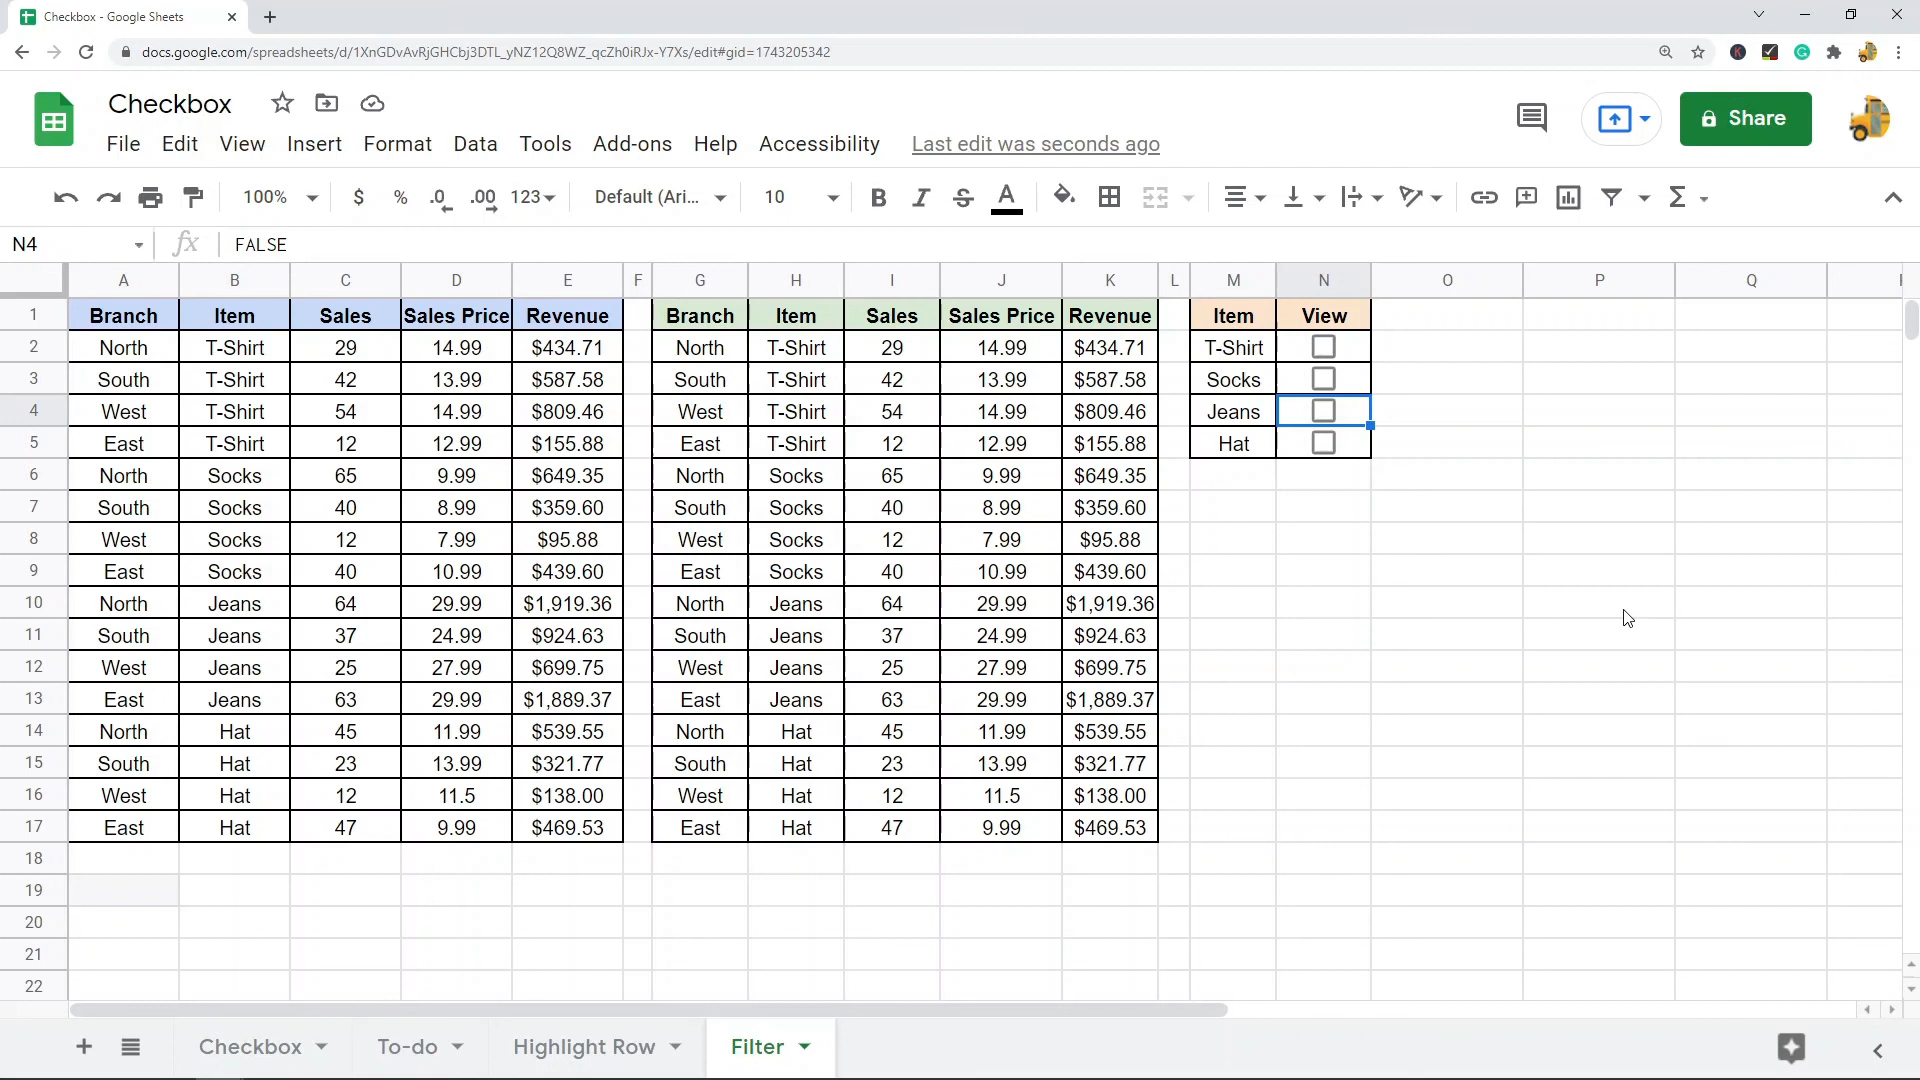 Checkbox - Google Sheets
docs.google.com/spreadsheets/d/1XnGDvAvRjGHCbj3DTL_yNZ12Q8WZ_qcZh0iRJx-Y7Xs/edit#gid=1743205342
Checkbox
Share
File Edit View Insert Format Data Tools Add-ons Help Accessibility Last edit was seconds ago
100% $ % .0 .00 123 Default (Ari... 10 B I S A
N4 fx FALSE
A B C D E F G H I J K L M N O P Q
1 Branch Item Sales Sales Price Revenue Branch Item Sales Sales Price Revenue Item View
2 North T-Shirt 29 14.99 $434.71 North T-Shirt 29 14.99 $434.71 T-Shirt
3 South T-Shirt 42 13.99 $587.58 South T-Shirt 42 13.99 $587.58 Socks
4 West T-Shirt 54 14.99 $809.46 West T-Shirt 54 14.99 $809.46 Jeans
5 East T-Shirt 12 12.99 $155.88 East T-Shirt 12 12.99 $155.88 Hat
6 North Socks 65 9.99 $649.35 North Socks 65 9.99 $649.35
7 South Socks 40 8.99 $359.60 South Socks 40 8.99 $359.60
8 West Socks 12 7.99 $95.88 West Socks 12 7.99 $95.88
9 East Socks 40 10.99 $439.60 East Socks 40 10.99 $439.60
10 North Jeans 64 29.99 $1,919.36 North Jeans 64 29.99 $1,919.36
11 South Jeans 37 24.99 $924.63 South Jeans 37 24.99 $924.63
12 West Jeans 25 27.99 $699.75 West Jeans 25 27.99 $699.75
13 East Jeans 63 29.99 $1,889.37 East Jeans 63 29.99 $1,889.37
14 North Hat 45 11.99 $539.55 North Hat 45 11.99 $539.55
15 South Hat 23 13.99 $321.77 South Hat 23 13.99 $321.77
16 West Hat 12 11.5 $138.00 West Hat 12 11.5 $138.00
17 East Hat 47 9.99 $469.53 East Hat 47 9.99 $469.53
18
19
20
21
22
Checkbox To-do Highlight Row Filter